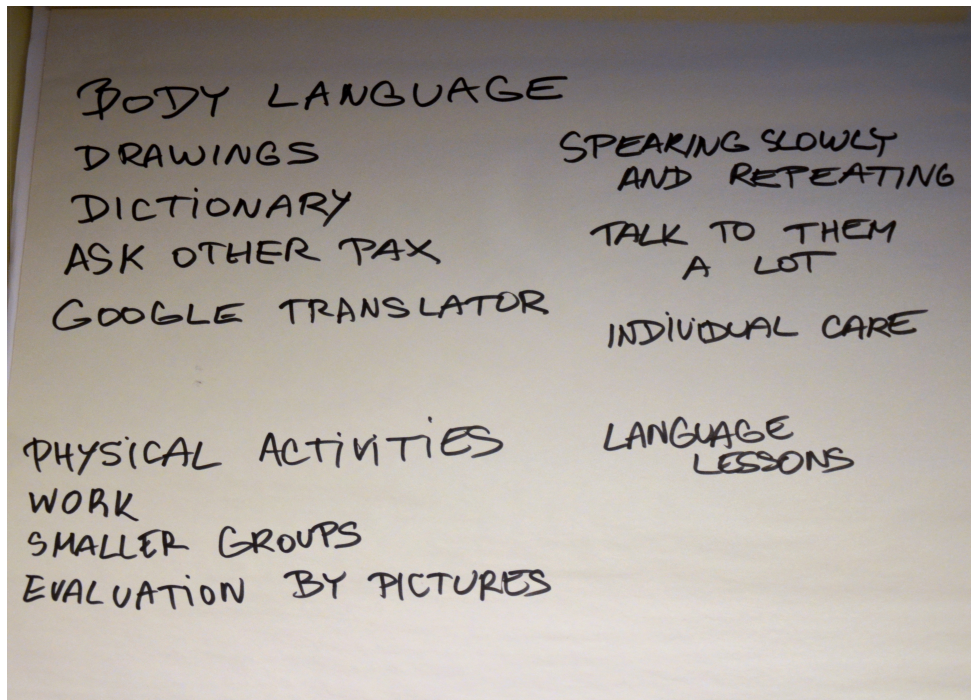 BODY LANGUAGE
DRAWINGS
DICTIONARY
ASK OTHER PAX
GOOGLE TRANSLATOR
SPEARING SLOWLY
AND REPEATING
TALK TO THEM
A LOT
INDIVIDUAL CARE
PHYSICAL ACTIVITIES
WORK
SMALLER GROUPS
EVALUATION BY PICTURES
LANGUAGE
LESSONS